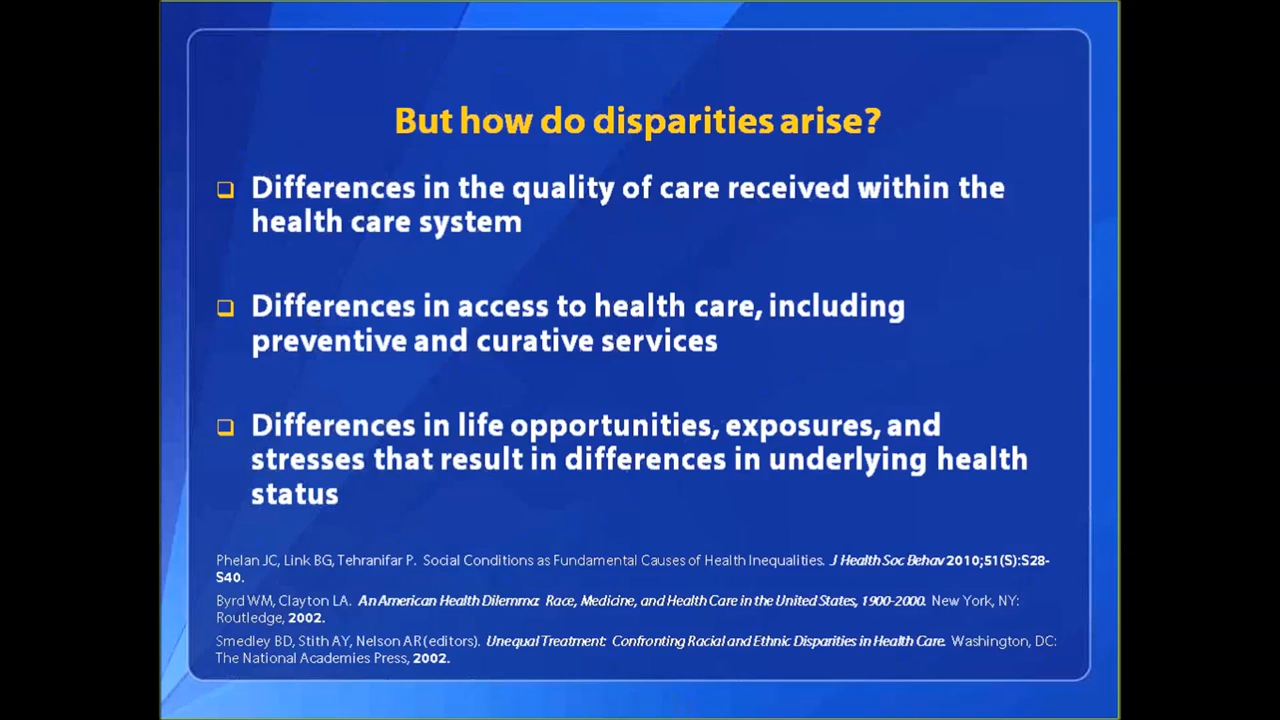 But how do disparities arise?
Differences in the quality of care received within the
health care system
Differences in access to health care, including
preventive and curative services
Differences in life opportunities, exposures, and
stresses that result in differences in underlying health
status
Phelan JC, Link BG, Tehranifar P. Social Conditions as Fundamental Causes of Health Inequalities. J Health Soc Behav 2010;51(S):S28-
S40.
Byrd WM, Clayton LA. An American Health Dilemma: Race, Medicine, and Health Care in the United States, 1900-2000. New York, NY:
Routledge, 2002.
Smedley BD, Stith AY, Nelson AR (editors). Unequal Treatment: Confronting Racial and Ethnic Disparities in Health Care. Washington, DC:
The National Academies Press, 2002.